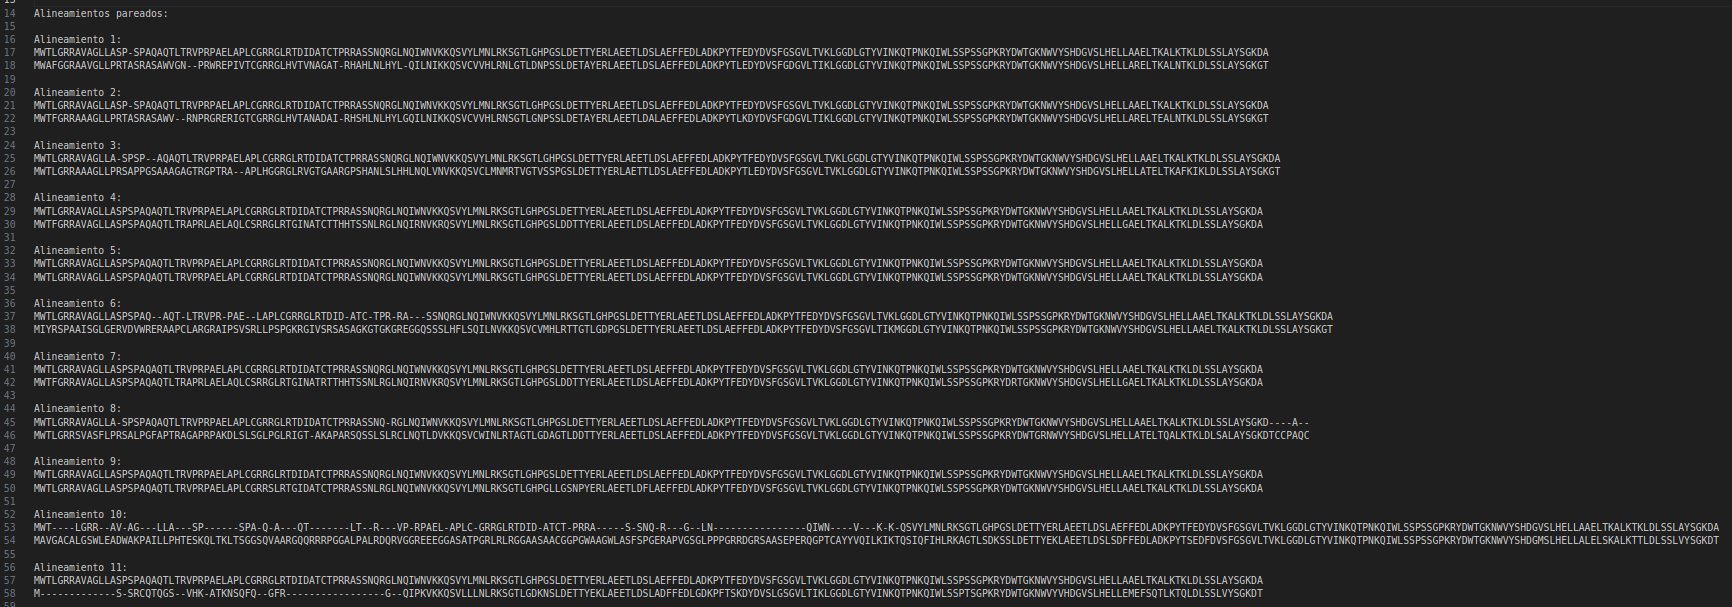 13
14 Alineamientos pareados:
15
16 Alineamiento 1:
17 MWTLGRRAVAGLLASP-SPAQAQTLTRVPRPAELAPLCGRRGLRTDIDATCTPRRASSNQRGLNQIWNVKKQSVYLMNLRKSGTLGHPGSLDETTYERLAEETLDSLAEFFEDLADKPYTFEDYDVSFGSGVLTVKLGGDLGTYVINKQTPNKQIWLSSPSSGPKRYDWTGKNWVYSHDGVSLHELLAAELTKALKTKLDLSSLAYSGKDA
18 MWAFGGRAAVGLLPRTASRASAWVGN--PRWREPIVTCGRRGLHVTVNAGAT-RHAHLNLHYL-QILNIKKQSVCVVHLRNLGTLDNPSSLDETAYERLAEETLDSLAEFFEDLADKPYTLEDYDVSFGDGVLTIKLGGDLGTYVINKQTPNKQIWLSSPSSGPKRYDWTGKNWVYSHDGVSLHELLARELTKALNTKLDLSSLAYSGKGT
19
20 Alineamiento 2:
21 MWTLGRRAVAGLLASP-SPAQAQTLTRVPRPAELAPLCGRRGLRTDIDATCTPRRASSNQRGLNQIWNVKKQSVYLMNLRKSGTLGHPGSLDETTYERLAEETLDSLAEFFEDLADKPYTFEDYDVSFGSGVLTVKLGGDLGTYVINKQTPNKQIWLSSPSSGPKRYDWTGKNWVYSHDGVSLHELLAAELTKALKTKLDLSSLAYSGKDA
22 MWTFGRRAAAGLLPRTASRASAWV--RNPRGRERIGTCGRRGLHVTANADAI-RHSHLNLHYLGQILNIKKQSVCVVHLRNSGTLGNPSSLDETAYERLAEETLDALAEFFEDLADKPYTLKDYDVSFGDGVLTIKLGGDLGTYVINKQTPNKQIWLSSPSSGPKRYDWTGKNWVYSHDGVSLHELLARELTEALNTKLDLSSLAYSGKGT
23
24 Alineamiento 3:
25 MWTLGRRAVAGLLA-SPSP--AQAQTLTRVPRPAELAPLCGRRGLRTDIDATCTPRRASSNQRGLNQIWNVKKQSVYLMNLRKSGTLGHPGSLDETTYERLAEETLDSLAEFFEDLADKPYTFEDYDVSFGSGVLTVKLGGDLGTYVINKQTPNKQIWLSSPSSGPKRYDWTGKNWVYSHDGVSLHELLAAELTKALKTKLDLSSLAYSGKDA
26 MWTLGRRAAAGLLPRSAPPGSAAAGAGTRGPTRA--APLHGGRGLRVGTGAARGPSHANLSLHHLNQLVNVKKQSVCLMNMRTVGTVSSPGSLDETTYERLAETTLDSLAEFFEDLADKPYTLEDYDVSFGSGVLTVKLGGDLGTYVINKQTPNKQIWLSSPSSGPKRYDWTGKNWVYSHDGVSLHELLATELTKAFKIKLDLSSLAYSGKGT
27
28 Alineamiento 4:
29 MWTLGRRAVAGLLASPSPAQAQTLTRVPRPAELAPLCGRRGLRTDIDATCTPRRASSNQRGLNQIWNVKKQSVYLMNLRKSGTLGHPGSLDETTYERLAEETLDSLAEFFEDLADKPYTFEDYDVSFGSGVLTVKLGGDLGTYVINKQTPNKQIWLSSPSSGPKRYDWTGKNWVYSHDGVSLHELLAAELTKALKTKLDLSSLAYSGKDA
30 MWTFGRRAVAGLLASPSPAQAQTLTRAPRLAELAQLCSRRGLRTGINATCTTHHTSSNLRGLNQIRNVKRQSVYLMNLRKSGTLGHPGSLDDTTYERLAEETLDSLAEFFEDLADKPYTFEDYDVSFGSGVLTVKLGGDLGTYVINKQTPNKQIWLSSPSSGPKRYDWTGKNWVYSHDGVSLHELLGAELTKALKTKLDLSSLAYSGKDA
31
32 Alineamiento 5:
33 MWTLGRRAVAGLLASPSPAQAQTLTRVPRPAELAPLCGRRGLRTDIDATCTPRRASSNQRGLNQIWNVKKQSVYLMNLRKSGTLGHPGSLDETTYERLAEETLDSLAEFFEDLADKPYTFEDYDVSFGSGVLTVKLGGDLGTYVINKQTPNKQIWLSSPSSGPKRYDWTGKNWVYSHDGVSLHELLAAELTKALKTKLDLSSLAYSGKDA
34 MWTLGRRAVAGLLASPSPAQAQTLTRVPRPAELAPLCGRRGLRTDIDATCTPRRASSNQRGLNQIWNVKKQSVYLMNLRKSGTLGHPGSLDETTYERLAEETLDSLAEFFEDLADKPYTFEDYDVSFGSGVLTVKLGGDLGTYVINKQTPNKQIWLSSPSSGPKRYDWTGKNWVYSHDGVSLHELLAAELTKALKTKLDLSSLAYSGKDA
35
36 Alineamiento 6:
37 MWTLGRRAVAGLLASPSPAQ--AQT-LTRVPR-PAE--LAPLCGRRGLRTDID-ATC-TPR-RA---SSNQRGLNQIWNVKKQSVYLMNLRKSGTLGHPGSLDETTYERLAEETLDSLAEFFEDLADKPYTFEDYDVSFGSGVLTVKLGGDLGTYVINKQTPNKQIWLSSPSSGPKRYDWTGKNWVYSHDGVSLHELLAAELTKALKTKLDLSSLAYSGKDA
38 MIYRSPAAISGLGERVDVWRERAAPCLARGRAIPSVSRLLPSPGKRGIVSRSASAGKGTGKGREGGQSSSLHFLSQILNVKKQSVCVMHLRTTGTLGDPGSLDETTYERLAEETLDSLAEFFEDLADKPYTFEDYDVSFGSGVLTIKMGGDLGTYVINKQTPNKQIWLSSPSSGPKRYDWTGKNWVYSHDGVSLHELLAAELTKALKTKLDLSSLAYSGKGT
39
40 Alineamiento 7:
41 MWTLGRRAVAGLLASPSPAQAQTLTRVPRPAELAPLCGRRGLRTDIDATCTPRRASSNQRGLNQIWNVKKQSVYLMNLRKSGTLGHPGSLDETTYERLAEETLDSLAEFFEDLADKPYTFEDYDVSFGSGVLTVKLGGDLGTYVINKQTPNKQIWLSSPSSGPKRYDWTGKNWVYSHDGVSLHELLAAELTKALKTKLDLSSLAYSGKDA
42 MWTFGRRAVAGLLASPSPAQAQTLTRAPRLAELAQLCSRRGLRTGINATRTTHHTSSNLRGLNQIRNVKRQSVYLMNLRKSGTLGHPGSLDDTTYERLAEETLDSLAEFFEDLADKPYTFEDYDVSFGSGVLTVKLGGDLGTYVINKQTPNKQIWLSSPSSGPKRYDRTGKNWVYSHDGVSLHELLGAELTKALKTKLDLSSLAYSGKDA
43
44 Alineamiento 8:
45 MWTLGRRAVAGLLA-SPSPAQAQTLTRVPRPAELAPLCGRRGLRTDIDATCTPRRASSNQ-RGLNQIWNVKKQSVYLMNLRKSGTLGHPGSLDETTYERLAEETLDSLAEFFEDLADKPYTFEDYDVSFGSGVLTVKLGGDLGTYVINKQTPNKQIWLSSPSSGPKRYDWTGKNWVYSHDGVSLHELLAAELTKALKTKLDLSSLAYSGKD----A--
46 MWTLGRRSVASFLPRSALPGFAPTRAGAPRPAKDLSLSGLPGLRIGT-AKAPARSQSSLSLRCLNQTLDVKKQSVCWINLRTAGTLGDAGTLDDTTYERLAEETLDSLAEFFEDLADKPYTFEDYDVSFGSGVLTVKLGGDLGTYVINKQTPNKQIWLSSPSSGPKRYDWTGRNWVYSHDGVSLHELLATELTQALKTKLDLSALAYSGKDTCCPAQC
47
48 Alineamiento 9:
49 MWTLGRRAVAGLLASPSPAQAQTLTRVPRPAELAPLCGRRGLRTDIDATCTPRRASSNQRGLNQIWNVKKQSVYLMNLRKSGTLGHPGSLDETTYERLAEETLDSLAEFFEDLADKPYTFEDYDVSFGSGVLTVKLGGDLGTYVINKQTPNKQIWLSSPSSGPKRYDWTGKNWVYSHDGVSLHELLAAELTKALKTKLDLSSLAYSGKDA
50 MWTLGRRAVAGLLASPSPAQAQTLTRVPRPAELAPLCGRRSLRTGIDATCTPRRASSNLRGLNQIWNVKKQSVYLMNLRKSGTLGHPGLLGSNPYERLAEETLDFLAEFFEDLADKPYTFEDYDVSFGSGVLTVKLGGDLGTYVINKQTPNKQIWLSSPSSGPKRYDWTGKNWVYSHDGVSLHELLAAELTKALKTKLDLSSLAYSGKDA
51
52 Alineamiento 10:
53 MWT----LGRR--AV-AG---LLA---SP------SPA-Q-A---QT-------LT--R---VP-RPAEL-APLC-GRRGLRTDID-ATCT-PRRA-----S-SNQ-R---G--LN----------------QIWN----V---K-K-QSVYLMNLRKSGTLGHPGSLDETTYERLAEETLDSLAEFFEDLADKPYTFEDYDVSFGSGVLTVKLGGDLGTYVINKQTPNKQIWLSSPSSGPKRYDWTGKNWVYSHDGVSLHELLAAELTKALKTKLDLSSLAYSGKDA
54 MAVGACALGSWLEADWAKPAILLPHTESKQLTKLTSGGSQVAARGQQRRRPGGALPALRDQRVGGREEEGGASATPGRLRLRGGAASAACGGPGWAAGWLASFSPGERAPVGSGLPPPGRRDGRSAASEPERQGPTCAYYVQILKIKTQSIQFIHLRKAGTLSDKSSLDETTYEKLAEETLDSLSDFFEDLADKPYTSEDFDVSFGSGVLTVKLGGDLGTYVINKQTPNKQIWLSSPSSGPKRYDWTGKNWVYSHDGMSLHELLALELSKALKTTLDLSSLVYSGKDT
55
56 Alineamiento 11:
57 MWTLGRRAVAGLLASPSPAQAQTLTRVPRPAELAPLCGRRGLRTDIDATCTPRRASSNQRGLNQIWNVKKQSVYLMNLRKSGTLGHPGSLDETTYERLAEETLDSLAEFFEDLADKPYTFEDYDVSFGSGVLTVKLGGDLGTYVINKQTPNKQIWLSSPSSGPKRYDWTGKNWVYSHDGVSLHELLAAELTKALKTKLDLSSLAYSGKDA
58 M-------------S-SRCQTQGS--VHK-ATKNSQFQ--GFR-----------------G--QIPKVKKQSVLLLNLRKSGTLGDKNSLDETTYEKLAEETLDSLADFFEDLGDKPFTSKDYDVSLGSGVLTIKLGGDLGTYVINKQTPNKQIWLSSPTSGPKRYDWTGKNWVYVHDGVSLHELLEMEFSQTLKTQLDLSSLVYSGKDT
59